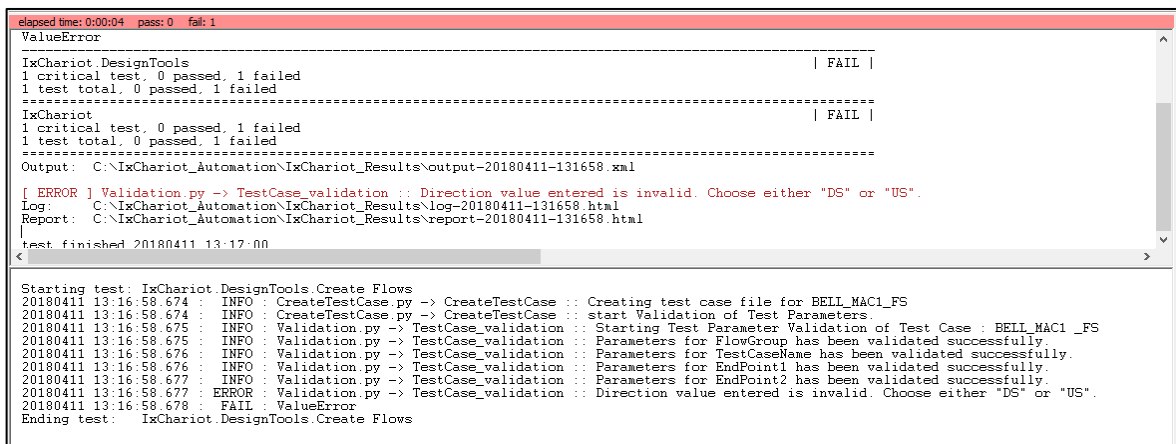 elapsed time: 0:00:04 pass: 0 fail: 1
ValueError
------------------------------------------------------------------------------
IxChariot.DesignTools | FAIL |
1 critical test, 0 passed, 1 failed
1 test total, 0 passed, 1 failed
==============================================================================
IxChariot | FAIL |
1 critical test, 0 passed, 1 failed
1 test total, 0 passed, 1 failed
==============================================================================
Output: C:\IxChariot_Automation\IxChariot_Results\output-20180411-131658.xml
[ ERROR ] Validation.py -> TestCase_validation :: Direction value entered is invalid. Choose either "DS" or "US".
Log: C:\IxChariot_Automation\IxChariot_Results\log-20180411-131658.html
Report: C:\IxChariot_Automation\IxChariot_Results\report-20180411-131658.html
test finished 20180411 13:17:00
Starting test: IxChariot.DesignTools.Create Flows
20180411 13:16:58.674 : INFO : CreateTestCase.py -> CreateTestCase :: Creating test case file for BELL_MAC1_FS
20180411 13:16:58.674 : INFO : CreateTestCase.py -> CreateTestCase :: start Validation of Test Parameters.
20180411 13:16:58.675 : INFO : Validation.py -> TestCase_validation :: Starting Test Parameter Validation of Test Case : BELL_MAC1 _FS
20180411 13:16:58.675 : INFO : Validation.py -> TestCase_validation :: Parameters for FlowGroup has been validated successfully.
20180411 13:16:58.676 : INFO : Validation.py -> TestCase_validation :: Parameters for TestCaseName has been validated successfully.
20180411 13:16:58.676 : INFO : Validation.py -> TestCase_validation :: Parameters for EndPoint1 has been validated successfully.
20180411 13:16:58.677 : INFO : Validation.py -> TestCase_validation :: Parameters for EndPoint2 has been validated successfully.
20180411 13:16:58.677 : ERROR : Validation.py -> TestCase_validation :: Direction value entered is invalid. Choose either "DS" or "US".
20180411 13:16:58.678 : FAIL : ValueError
Ending test: IxChariot.DesignTools.Create Flows